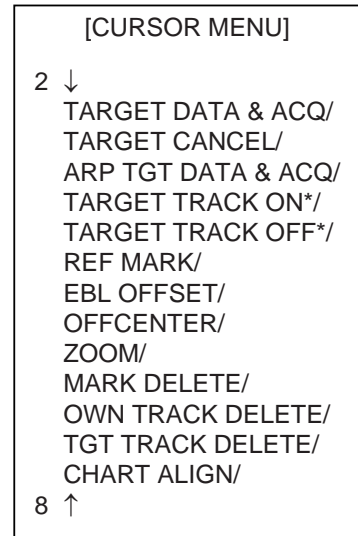 [CURSOR MENU]
2 ↓
TARGET DATA & ACQ/
TARGET CANCEL/
ARP TGT DATA & ACQ/
TARGET TRACK ON*/
TARGET TRACK OFF*/
REF MARK/
EBL OFFSET/
OFFCENTER/
ZOOM/
MARK DELETE/
OWN TRACK DELETE/
TGT TRACK DELETE/
CHART ALIGN/
8 ↑